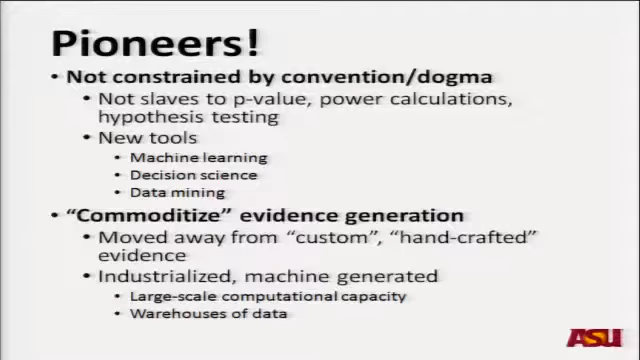 Pioneers!
• Not constrained by convention/dogma
• Not slaves to p-value, power calculations,
hypothesis testing
• New tools
• Machine learning
• Decision science
• Data mining
• “Commoditize” evidence generation
• Moved away from “custom”, “hand-crafted”
evidence
• Industrialized, machine generated
• Large-scale computational capacity
• Warehouses of data
ASU